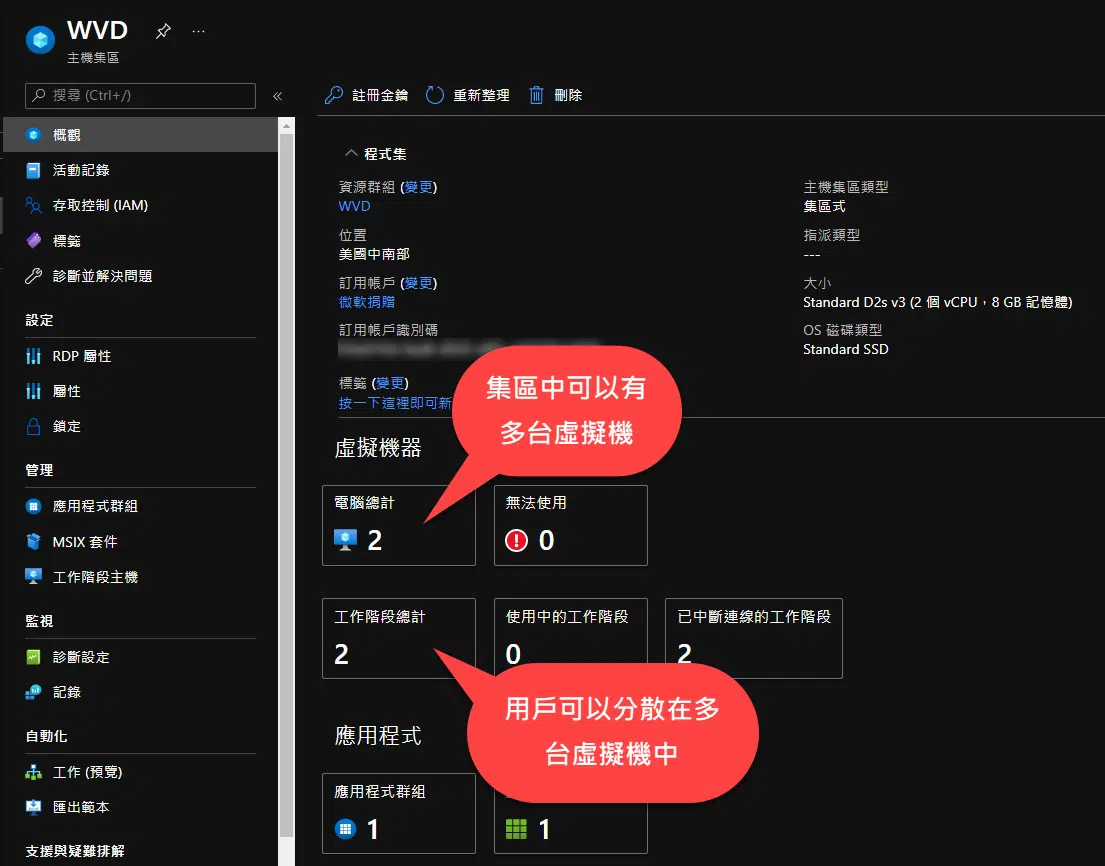 WVD
主機集區
搜尋 (Ctrl+/)
«
概觀
活動記錄
存取控制 (IAM)
標籤
診斷並解決問題
設定
RDP 屬性
屬性
鎖定
管理
應用程式群組
MSIX 套件
工作階段主機
監視
診斷設定
記錄
自動化
工作 (預覽)
匯出範本
支援與疑難排解
註冊金鑰 重新整理 刪除
程式集
資源群組 (變更)
WVD
位置
美國中南部
訂用帳戶 (變更)
微軟捐贈
訂用帳戶識別碼
標籤 (變更)
按一下這裡即可新
主機集區類型
集區式
指派類型
---
大小
Standard D2s v3 (2 個 vCPU，8 GB 記憶體)
OS 磁碟類型
Standard SSD
集區中可以有
多台虛擬機
虛擬機器
電腦總計
2
無法使用
0
工作階段總計
2
使用中的工作階段
0
已中斷連線的工作階段
2
用戶可以分散在多
台虛擬機中
應用程式
應用程式群組
1
1